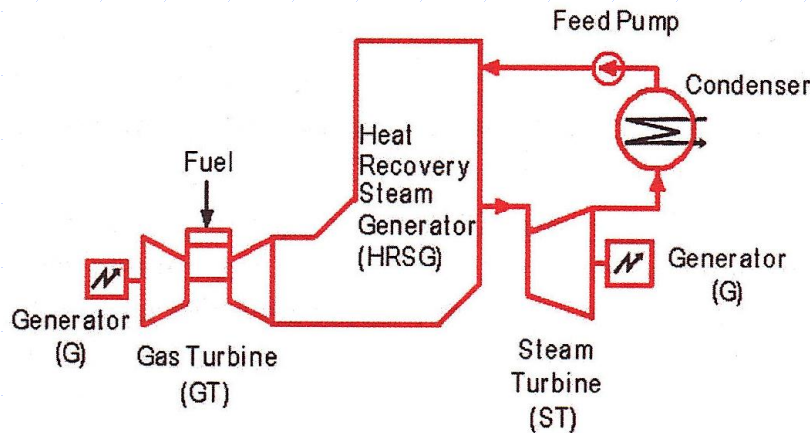 Feed Pump
Condenser
Heat
Recovery
Steam
Generator
(HRSG)
Fuel
Generator
(G)
Gas Turbine
(GT)
Steam
Turbine
(ST)
Generator
(G)